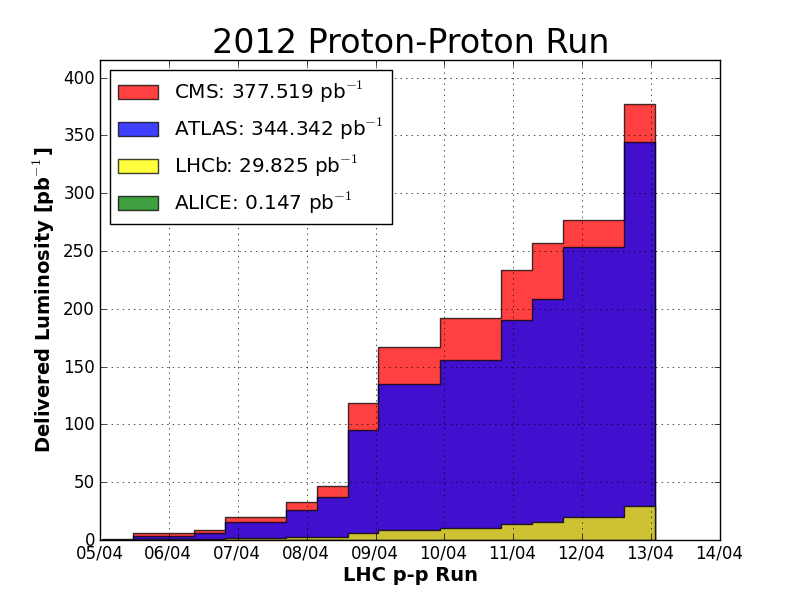 2012 Proton-Proton Run
CMS: 377.519 pb⁻¹
ATLAS: 344.342 pb⁻¹
LHCb: 29.825 pb⁻¹
ALICE: 0.147 pb⁻¹
Delivered Luminosity [pb⁻¹]
400
350
300
250
200
150
100
50
0
05/04 06/04 07/04 08/04 09/04 10/04 11/04 12/04 13/04 14/04
LHC p-p Run